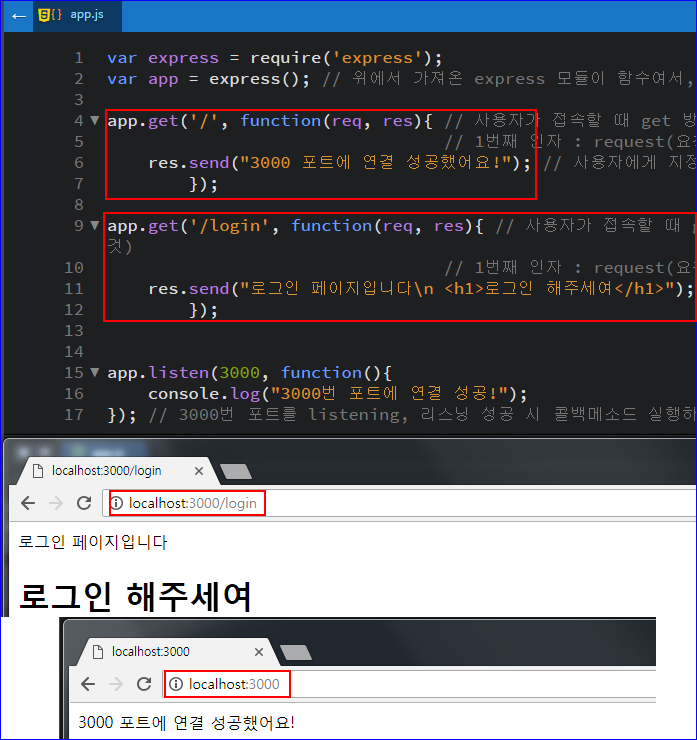 app.js
1 var express = require('express');
2 var app = express(); // 위에서 가져온 express 모듈이 함수여서,
3
4 app.get('/', function(req, res){ // 사용자가 접속할 때 get 방
5 // 1번째 인자 : request(요
6 res.send("3000 포트에 연결 성공했어요!"); // 사용자에게 지정
7 });
8
9 app.get('/login', function(req, res){ // 사용자가 접속할 때
것)
10 // 1번째 인자 : request(요
11 res.send("로그인 페이지입니다\n <h1>로그인 해주세여</h1>");
12 });
13
14
15 app.listen(3000, function(){
16 console.log("3000번 포트에 연결 성공!");
17 }); // 3000번 포트를 listening, 리스닝 성공 시 콜백메소드 실행하
localhost:3000/login
localhost:3000/login
로그인 페이지입니다
로그인 해주세여
localhost:3000
localhost:3000
3000 포트에 연결 성공했어요!